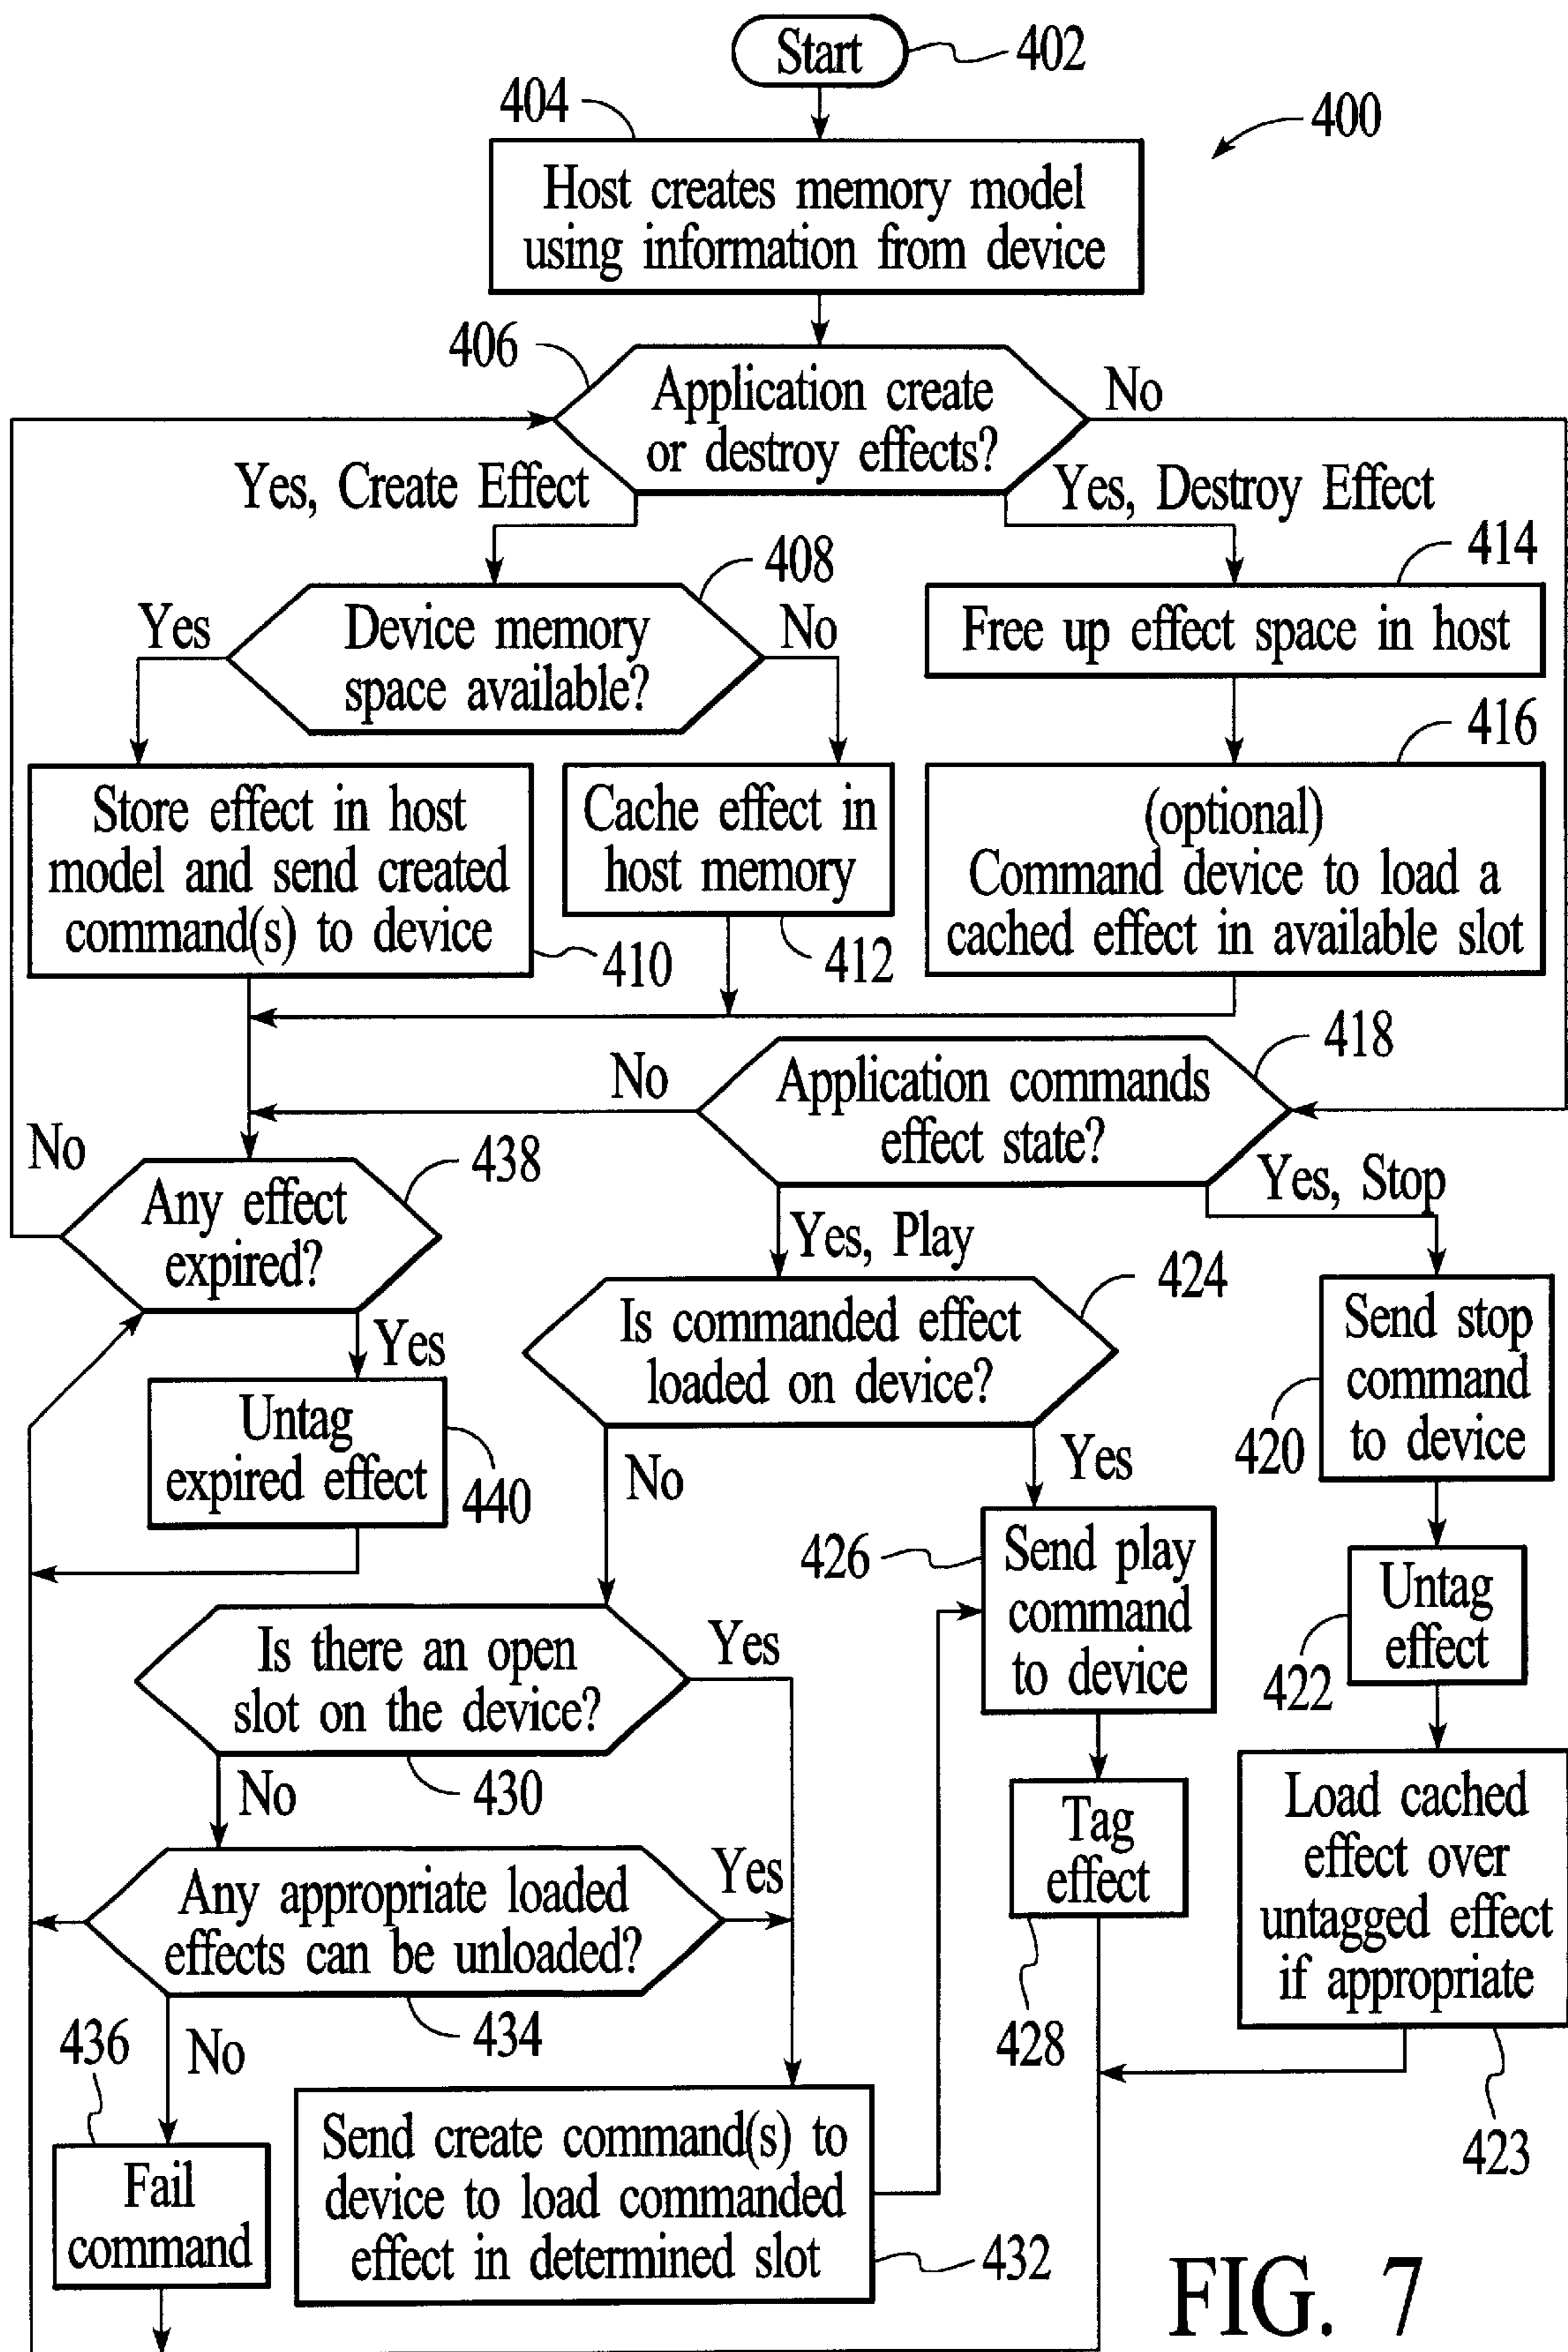 Start
402
404
400
Host creates memory model
using information from device
406
Application create
or destroy effects?
No
Yes, Create Effect
Yes, Destroy Effect
408
414
Yes
Device memory
space available?
No
Free up effect space in host
416
Store effect in host
model and send created
command(s) to device
410
Cache effect in
host memory
412
(optional)
Command device to load a
cached effect in available slot
418
No
Application commands
effect state?
No
438
Any effect
expired?
Yes, Play
Yes, Stop
424
Is commanded effect
loaded on device?
Send stop
command
to device
420
Yes
Untag
expired effect
440
No
Yes
426
Send play
command
to device
Untag
effect
422
Is there an open
slot on the device?
Yes
No
430
Tag
effect
428
Load cached
effect over
untagged effect
if appropriate
423
Any appropriate loaded
effects can be unloaded?
Yes
434
436
No
Fail
command
Send create command(s) to
device to load commanded
effect in determined slot
432
FIG. 7